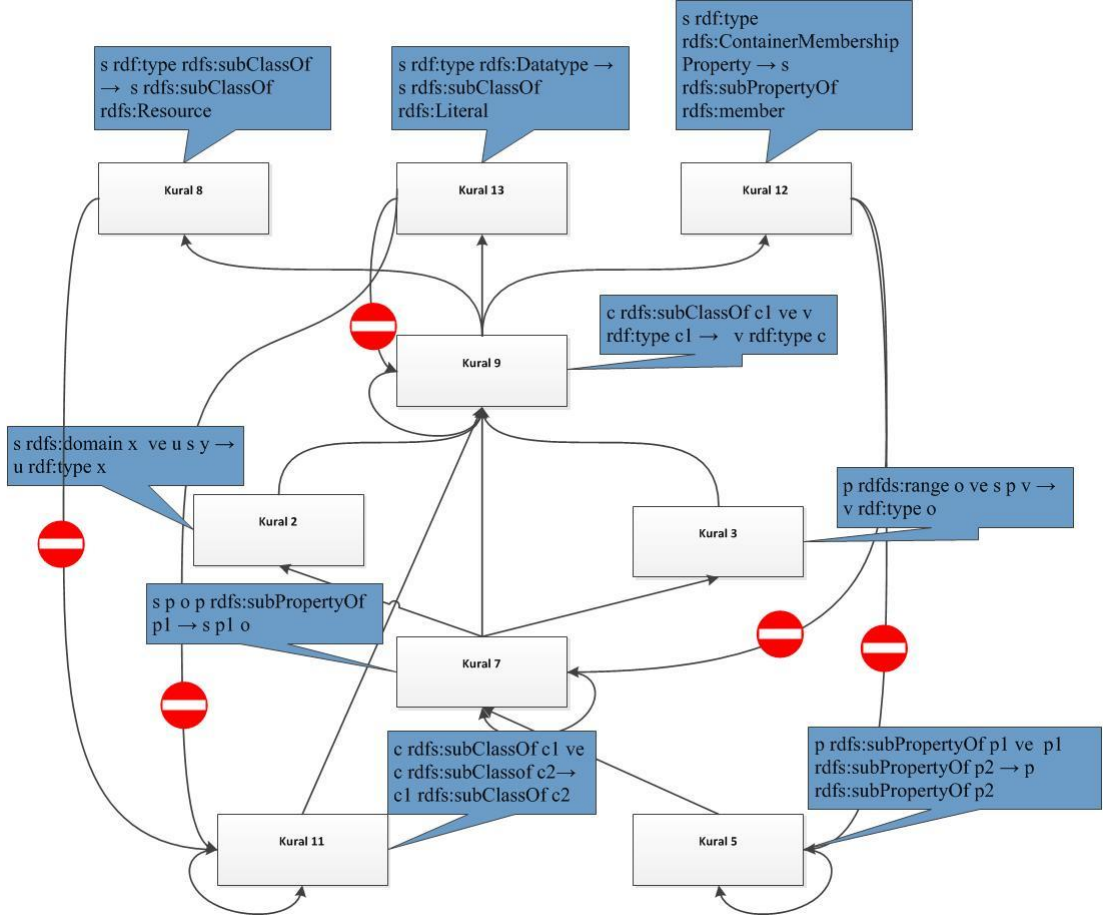 s rdf:type rdfs:subClassOf
→ s rdfs:subClassOf
rdfs:Resource
s rdf:type rdfs:Datatype →
s rdfs:subClassOf
rdfs:Literal
s rdf:type
rdfs:ContainerMembership
Property → s
rdfs:subPropertyOf
rdfs:member
Kural 8
Kural 13
Kural 12
c rdfs:subClassOf c1 ve v
rdf:type c1 → v rdf:type c
Kural 9
s rdfs:domain x ve u s y →
u rdf:type x
Kural 2
p rdfds:range o ve s p v →
v rdf:type o
Kural 3
s p o p rdfs:subPropertyOf
p1 → s p1 o
Kural 7
c rdfs:subClassOf c1 ve
c rdfs:subClassof c2→
c1 rdfs:subClassOf c2
p rdfs:subPropertyOf p1 ve p1
rdfs:subPropertyOf p2 → p
rdfs:subPropertyOf p2
Kural 11
Kural 5